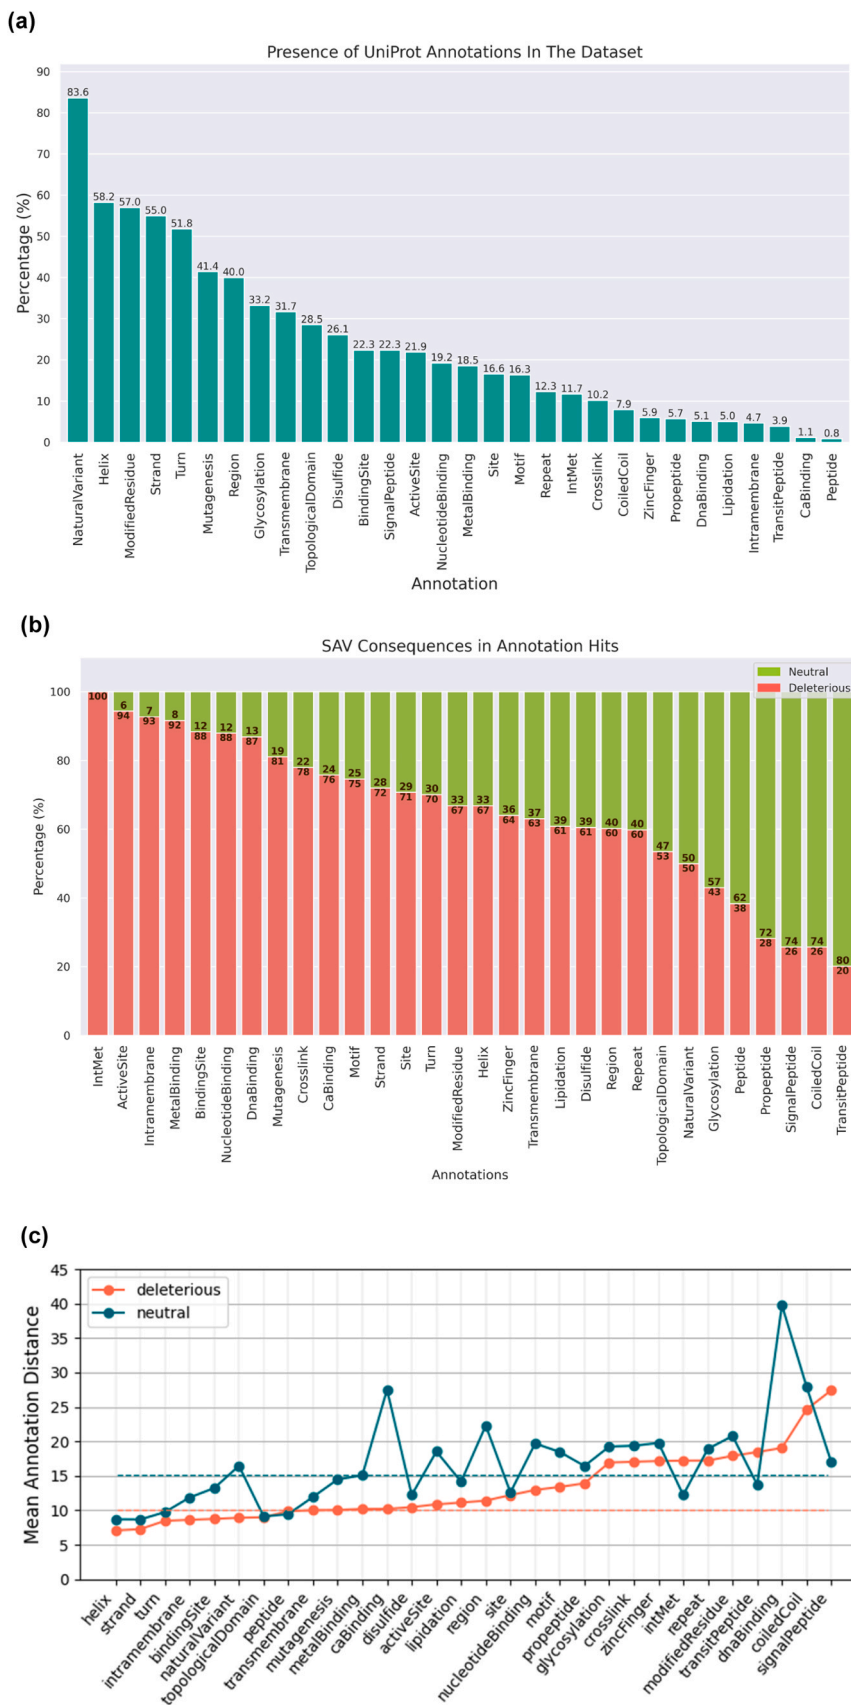 (a)
Presence of UniProt Annotations In The Dataset
Percentage (%)
90
80
70
60
50
40
30
20
10
0
83.6
58.2
57.0
55.0
51.8
41.4
40.0
33.2
31.7
28.5
26.1
22.3
22.3
21.9
19.2
18.5
16.6
16.3
12.3
11.7
10.2
7.9
5.9
5.7
5.1
5.0
4.7
3.9
1.1
0.8
NaturalVariant
Helix
ModifiedResidue
Strand
Turn
Mutagenesis
Region
Glycosylation
Transmembrane
TopologicalDomain
Disulfide
BindingSite
SignalPeptide
ActiveSite
NucleotideBinding
MetalBinding
Site
Motif
Repeat
IntMet
Crosslink
CoiledCoil
ZincFinger
Propeptide
DnaBinding
Lipidation
Intramembrane
TransitPeptide
CaBinding
Peptide
Annotation
(b)
SAV Consequences in Annotation Hits
Neutral
Deleterious
Percentage (%)
100
80
60
40
20
0
100
6
94
7
93
8
92
12
88
12
88
13
87
19
81
22
78
24
76
25
75
28
72
29
71
30
70
33
67
33
67
36
64
37
63
39
61
39
61
40
60
40
60
47
53
50
50
57
43
62
38
72
28
74
26
74
26
80
20
IntMet
ActiveSite
Intramembrane
MetalBinding
BindingSite
NucleotideBinding
DnaBinding
Mutagenesis
Crosslink
CaBinding
Motif
Strand
Site
Turn
ModifiedResidue
Helix
ZincFinger
Transmembrane
Lipidation
Disulfide
Region
Repeat
TopologicalDomain
NaturalVariant
Glycosylation
Peptide
Propeptide
SignalPeptide
CoiledCoil
TransitPeptide
Annotations
(c)
deleterious
neutral
Mean Annotation Distance
45
40
35
30
25
20
15
10
5
0
helix
strand
turn
intramembrane
bindingSite
naturalVariant
topologicalDomain
peptide
transmembrane
mutagenesis
metalBinding
caBinding
disulfide
activeSite
lipidation
region
site
nucleotideBinding
motif
propeptide
glycosylation
crosslink
zincFinger
intMet
repeat
modifiedResidue
transitPeptide
dnaBinding
coiledCoil
signalPeptide